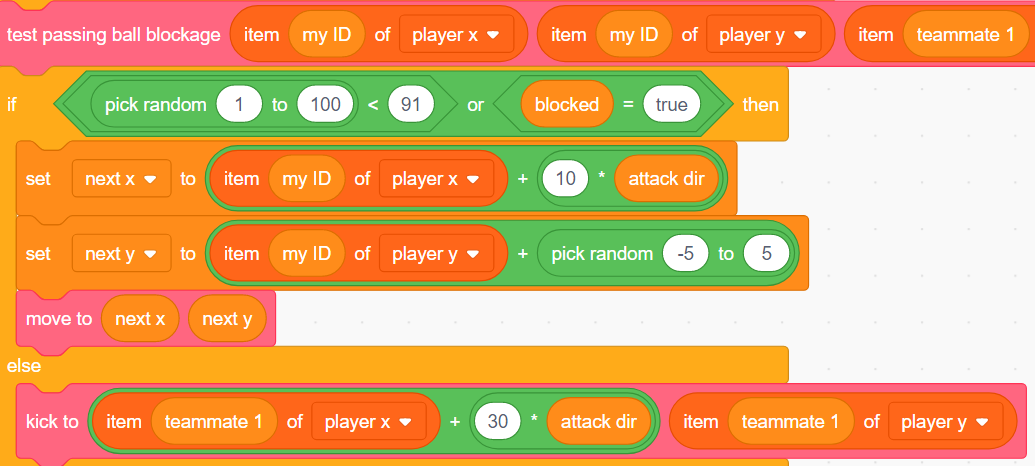 test passing ball blockage item my ID of player x item my ID of player y item teammate 1
if pick random 1 to 100 < 91 or blocked = true then
set next x to item my ID of player x + 10 * attack dir
set next y to item my ID of player y + pick random -5 to 5
move to next x next y
else
kick to item teammate 1 of player x + 30 * attack dir item teammate 1 of player y